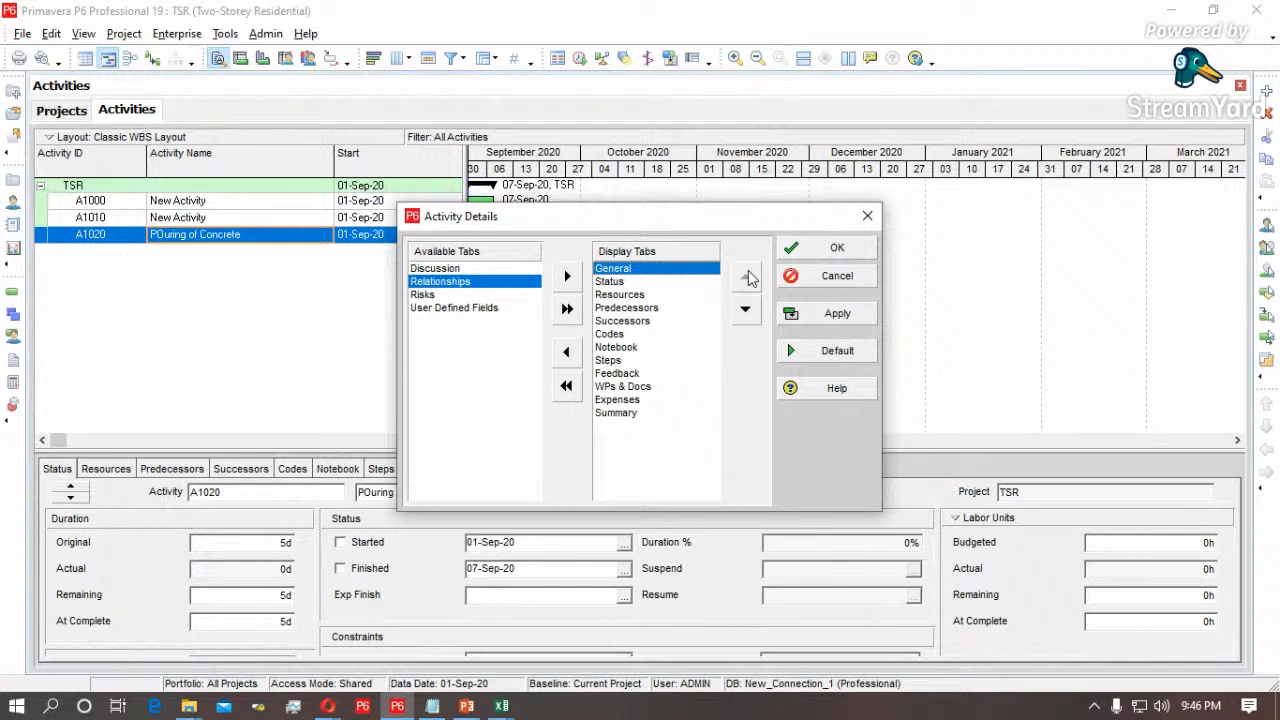 P6 Primavera P6 Professional 19 : TSR (Two-Storey Residential)
File Edit View Project Enterprise Tools Admin Help
Powered by
StreamYard
Activities
Projects Activities
Layout: Classic WBS Layout Filter: All Activities
Activity ID Activity Name Start
September 2020 October 2020 November 2020 December 2020 January 2021 February 2021 March 2021
30 06 13 20 27 04 11 18 25 01 08 15 22 29 06 13 20 27 03 10 17 24 31 07 14 21 28 07 14 21
TSR 01-Sep-20 07-Sep-20, TSR
A1000 New Activity 01-Sep-20 07-Sep-20
A1010 New Activity 01-Sep-20
A1020 POuring of Concrete 01-Sep-20
P6 Activity Details
Available Tabs
Discussion
Relationships
Risks
User Defined Fields
Display Tabs
General
Status
Resources
Predecessors
Successors
Codes
Notebook
Steps
Feedback
WPs & Docs
Expenses
Summary
OK
Cancel
Apply
Default
Help
Status Resources Predecessors Successors Codes Notebook Steps
Activity A1020 POuring Project TSR
Duration
Original 5d
Actual 0d
Remaining 5d
At Complete 5d
Status
Started 01-Sep-20 ... Duration % 0%
Finished 07-Sep-20 ... Suspend ...
Exp Finish ... Resume ...
Constraints
Labor Units
Budgeted 0h
Actual 0h
Remaining 0h
At Complete 0h
Portfolio: All Projects Access Mode: Shared Data Date: 01-Sep-20 Baseline: Current Project User: ADMIN DB: New_Connection_1 (Professional)
9:46 PM